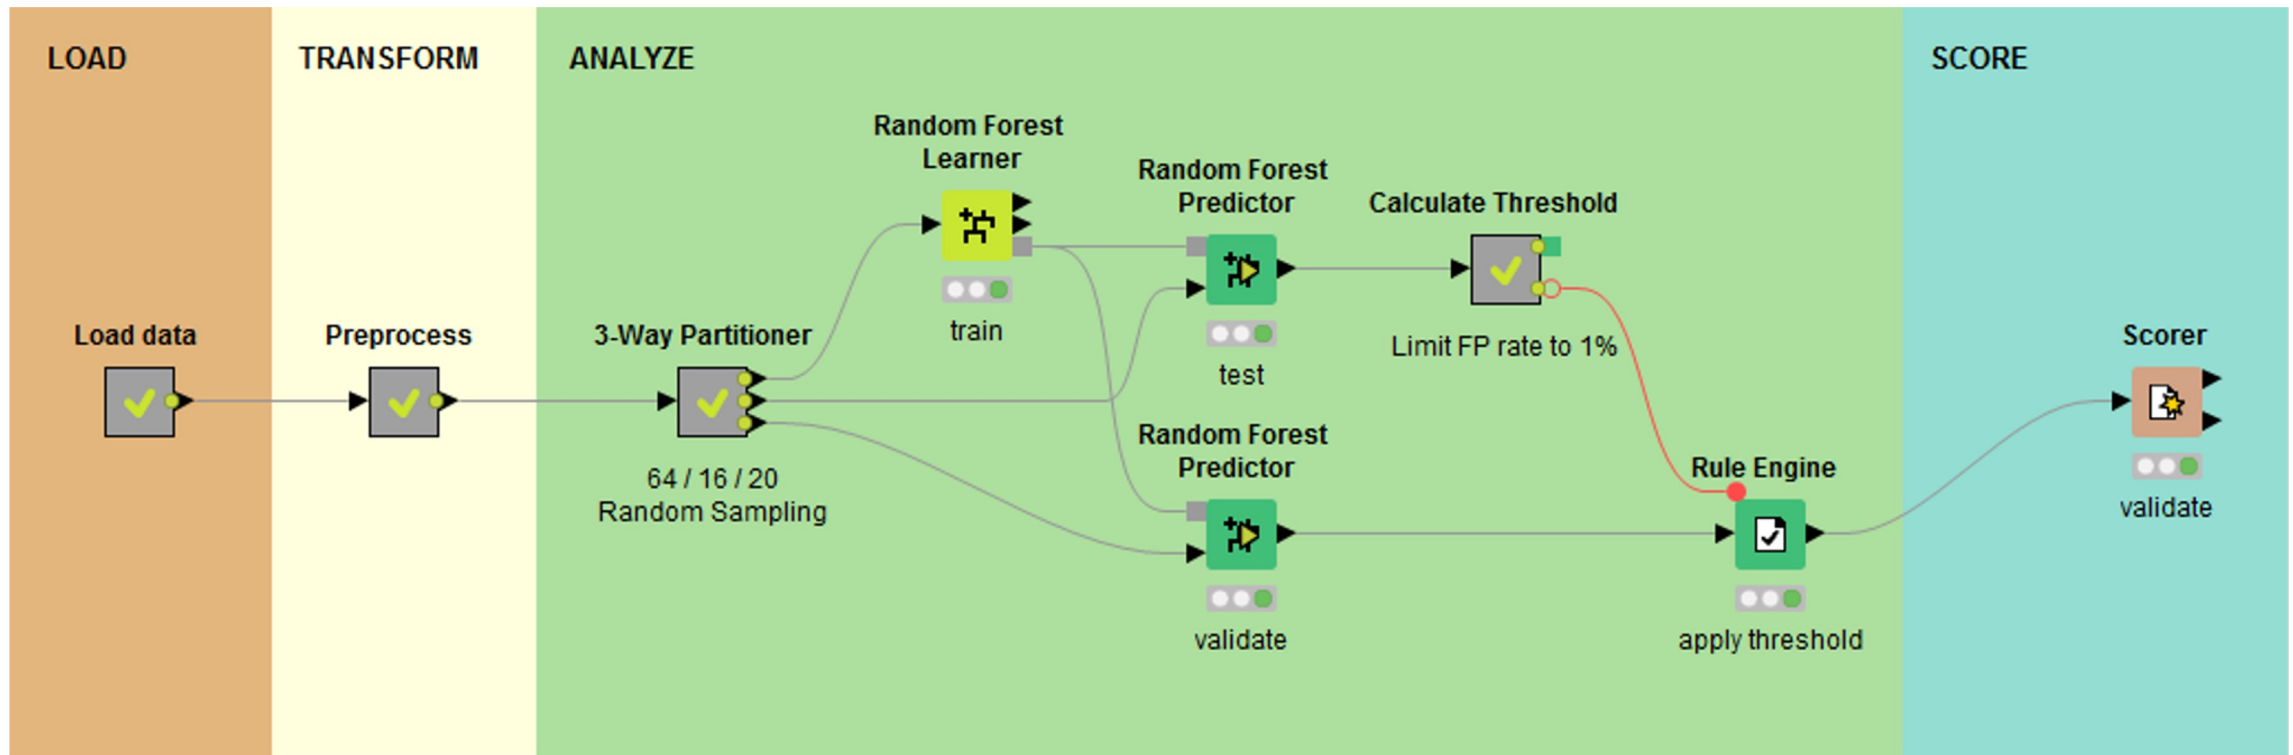 LOAD
TRANSFORM
ANALYZE
SCORE
Load data
Preprocess
3-Way Partitioner
64 / 16 / 20
Random Sampling
Random Forest
Learner
train
Random Forest
Predictor
test
Calculate Threshold
Limit FP rate to 1%
Random Forest
Predictor
validate
Rule Engine
apply threshold
Scorer
validate